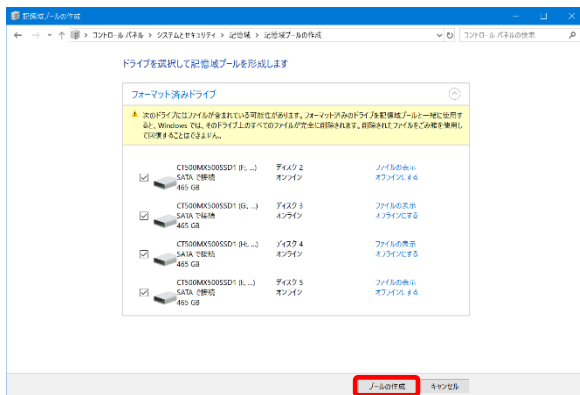 記憶域プールの作成
コントロール パネル › システムとセキュリティ › 記憶域 › 記憶域プールの作成
コントロール パネルの検索
ドライブを選択して記憶域プールを形成します
フォーマット済みドライブ
次のドライブにはファイルが含まれている可能性があります。フォーマット済みのドライブを記憶域プールと一緒に使用す
ると、Windows では、そのドライブ上のすべてのファイルが完全に削除されます。削除されたファイルをごみ箱を使用し
て回復することはできません。
CT500MX500SSD1 (F:, ...) ディスク 2 ファイルの表示
SATA で接続 オンライン オフラインにする
465 GB
CT500MX500SSD1 (G:, ...) ディスク 3 ファイルの表示
SATA で接続 オンライン オフラインにする
465 GB
CT500MX500SSD1 (H:, ...) ディスク 4 ファイルの表示
SATA で接続 オンライン オフラインにする
465 GB
CT500MX500SSD1 (I:, ...) ディスク 5 ファイルの表示
SATA で接続 オンライン オフラインにする
465 GB
プールの作成 キャンセル